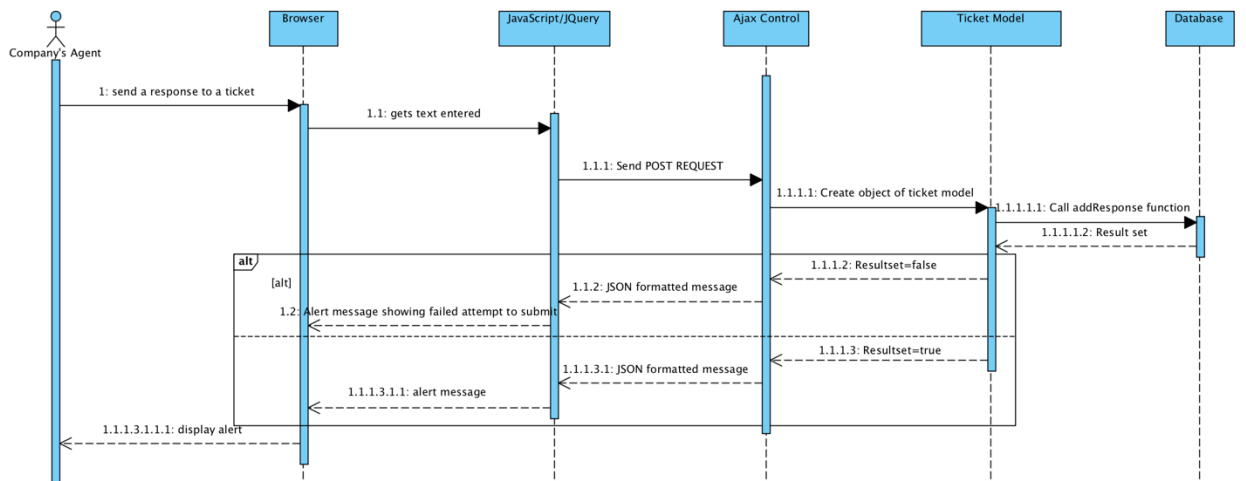 Browser
JavaScript/JQuery
Ajax Control
Ticket Model
Database
Company's Agent
1: send a response to a ticket
1.1: gets text entered
1.1.1: Send POST REQUEST
1.1.1.1: Create object of ticket model
1.1.1.1.1: Call addResponse function
1.1.1.1.2: Result set
alt
[alt]
1.1.1.2: Resultset=false
1.1.2: JSON formatted message
1.2: Alert message showing failed attempt to submit
1.1.1.3: Resultset=true
1.1.1.3.1: JSON formatted message
1.1.1.3.1.1: alert message
1.1.1.3.1.1.1: display alert